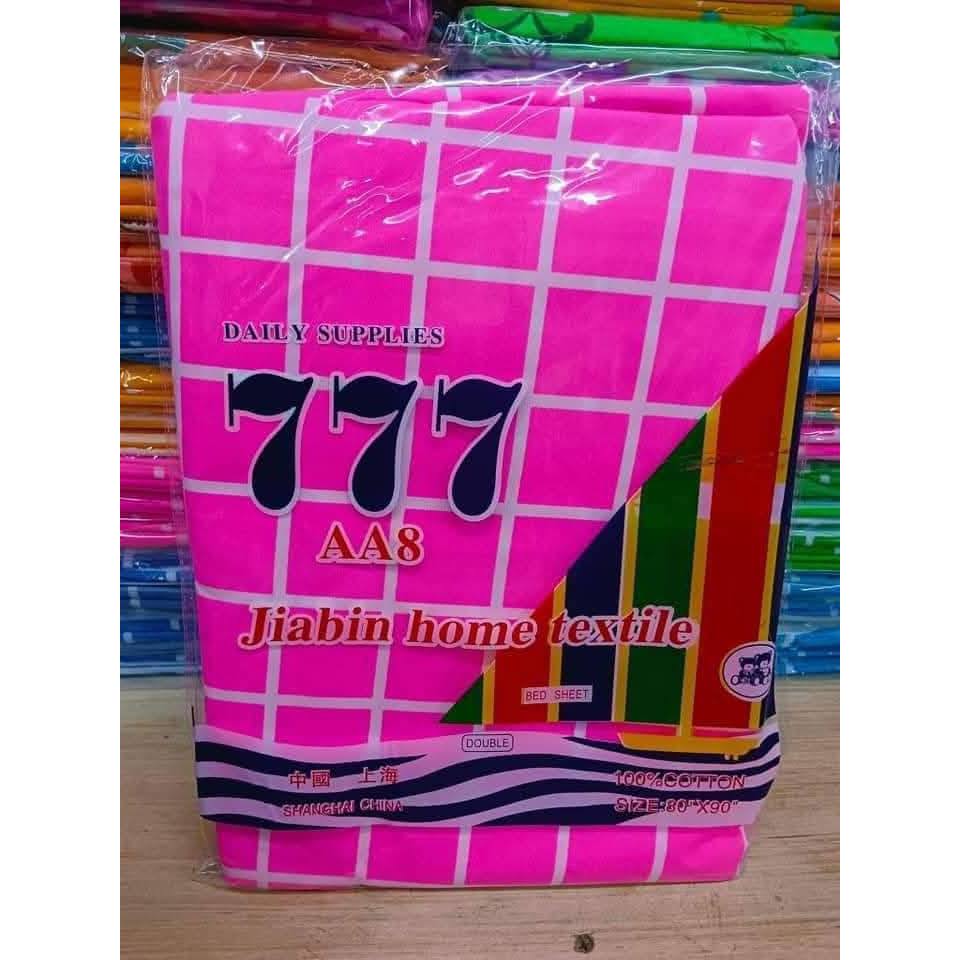 DAILY SUPPLIES
777
AA8
Jiabin home textile
BED SHEET
DOUBLE
中國 上海
SHANGHAI CHINA
100%COTTON
SIZE:80"X90"